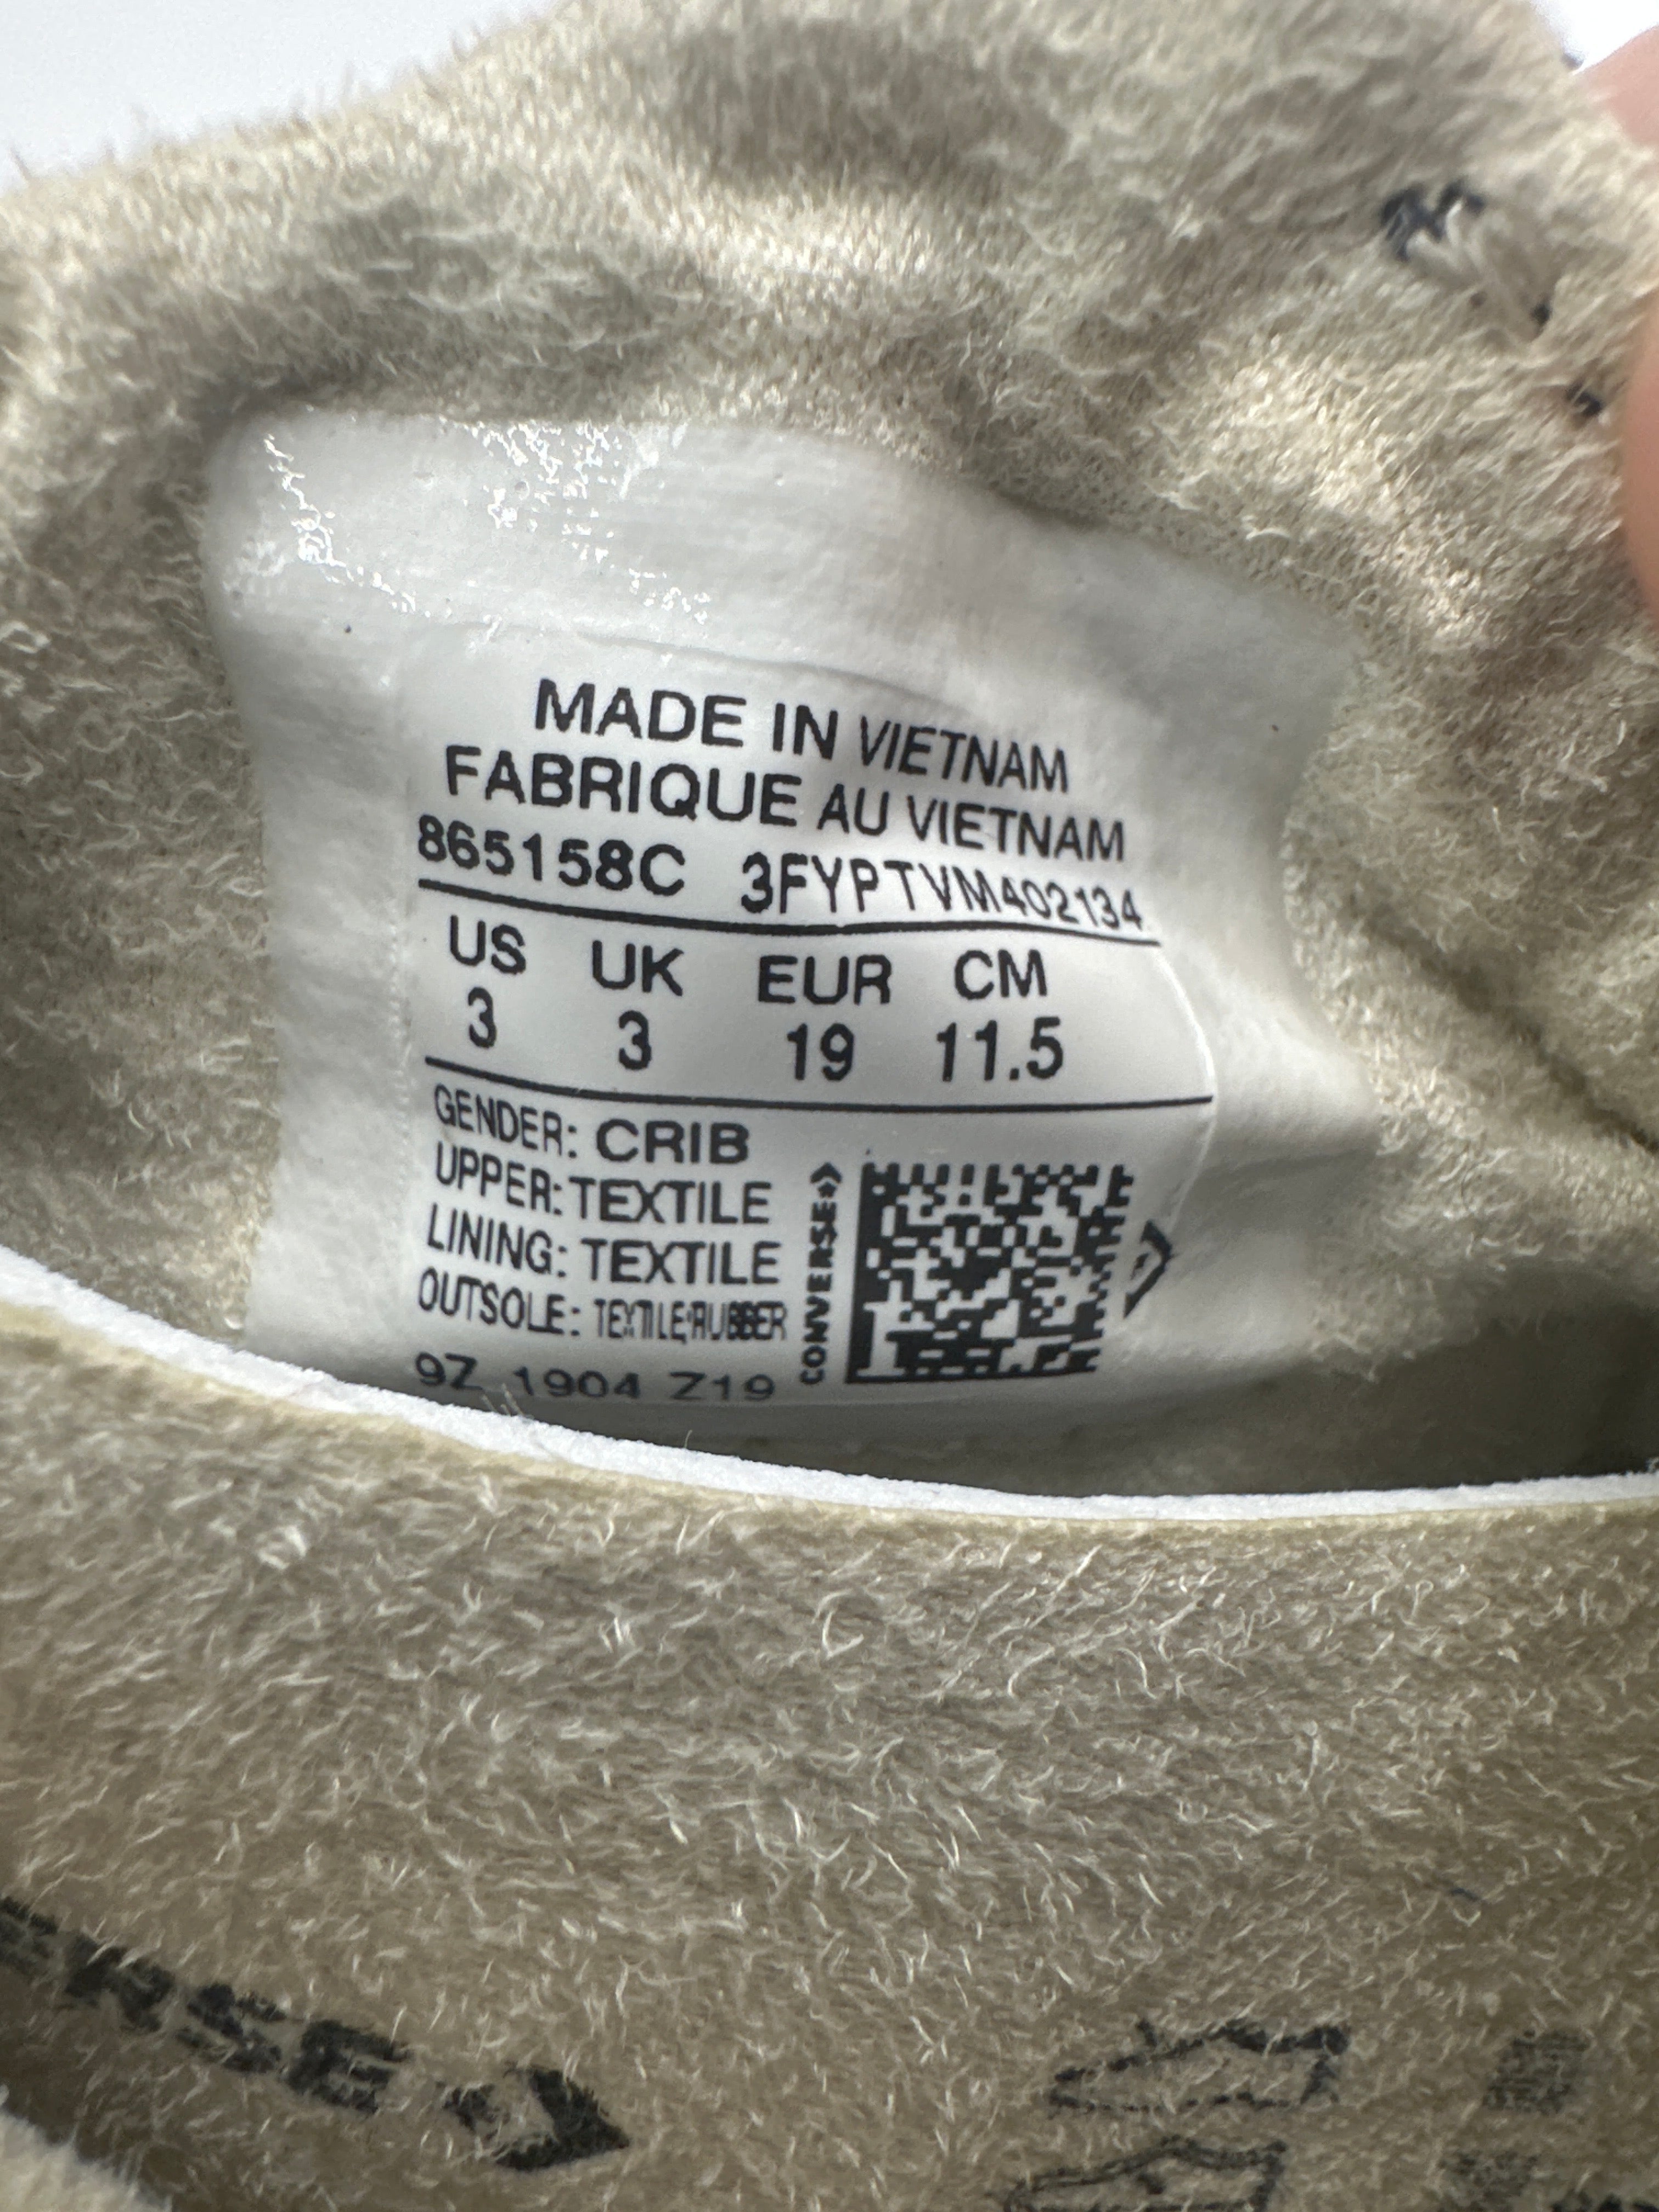 MADE IN VIETNAM
FABRIQUE AU VIETNAM
865158C 3FYPTVM402134
US UK EUR CM
3 3 19 11.5
GENDER: CRIB
UPPER: TEXTILE
LINING: TEXTILE
OUTSOLE: TEXTILE/RUBBER
9Z 1904 Z19
CONVERSE